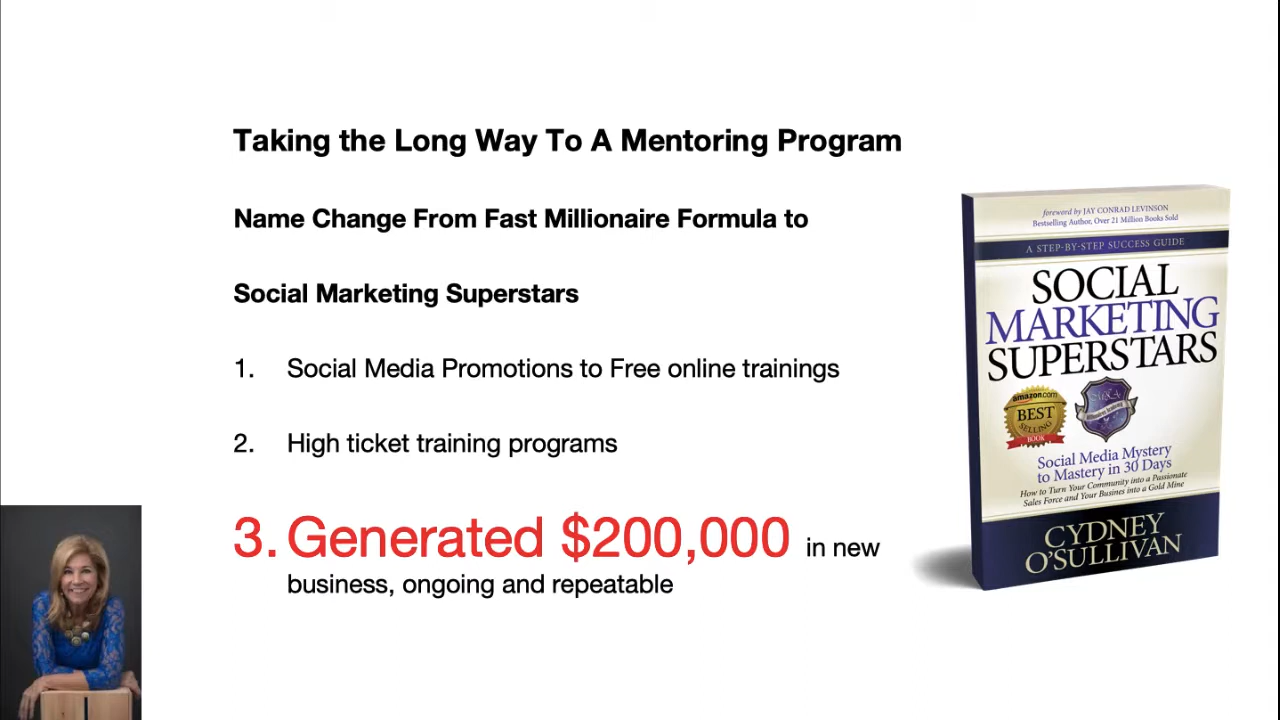 Taking the Long Way To A Mentoring Program
Name Change From Fast Millionaire Formula to
Social Marketing Superstars
1. Social Media Promotions to Free online trainings
2. High ticket training programs
3. Generated $200,000 in new
business, ongoing and repeatable
foreword by JAY CONRAD LEVINSON
Bestselling Author, Over 21 Million Books Sold
A STEP-BY-STEP SUCCESS GUIDE
SOCIAL
MARKETING
SUPERSTARS
amazon.com
BEST
SELLING
BOOK
Social Media Mystery
to Mastery in 30 Days
How to Turn Your Community into a Passionate
Sales Force and Your Busines into a Gold Mine
CYDNEY
O'SULLIVAN